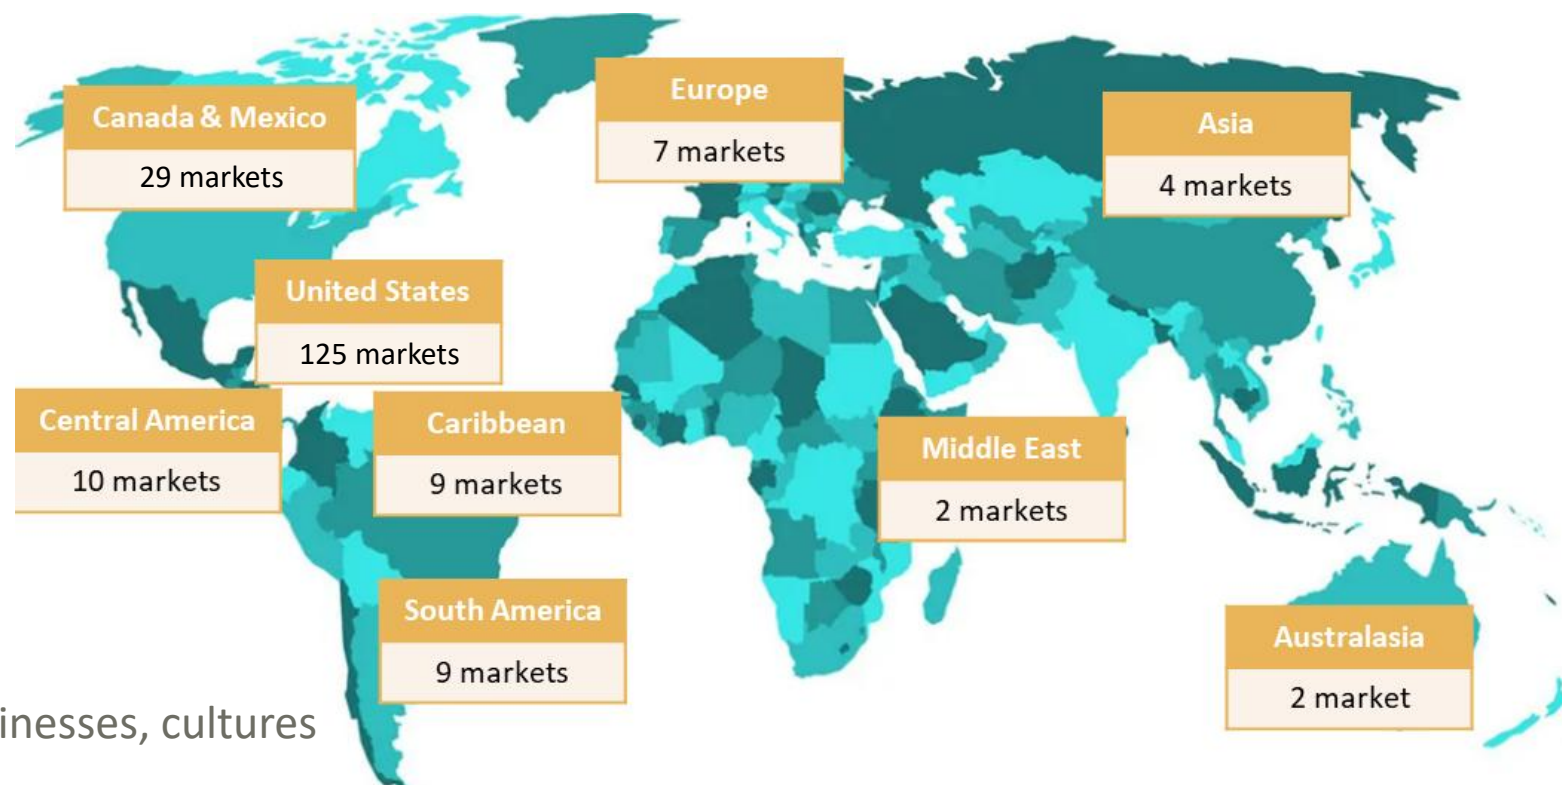 Canada & Mexico
29 markets
Europe
7 markets
Asia
4 markets
United States
125 markets
Central America
10 markets
Caribbean
9 markets
Middle East
2 markets
South America
9 markets
Australasia
2 market
inesses, cultures